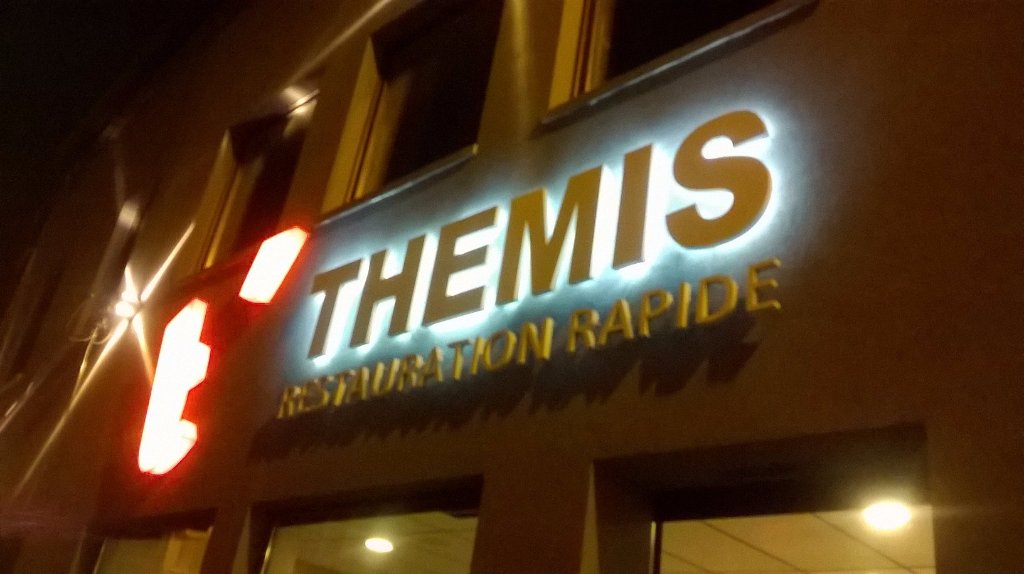 t'
THEMIS
RESTAURATION RAPIDE